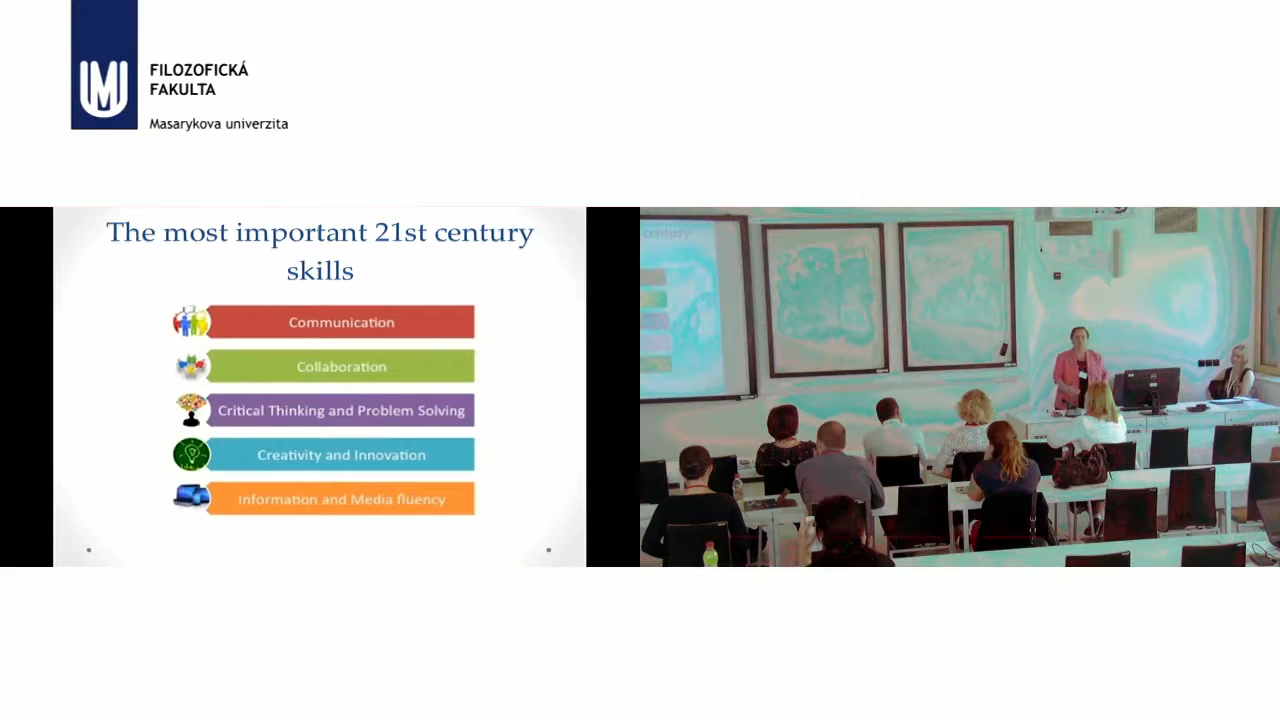 FILOZOFICKÁ
FAKULTA
Masarykova univerzita
The most important 21st century
skills
Communication
Collaboration
Critical Thinking and Problem Solving
Creativity and Innovation
Information and Media fluency
century